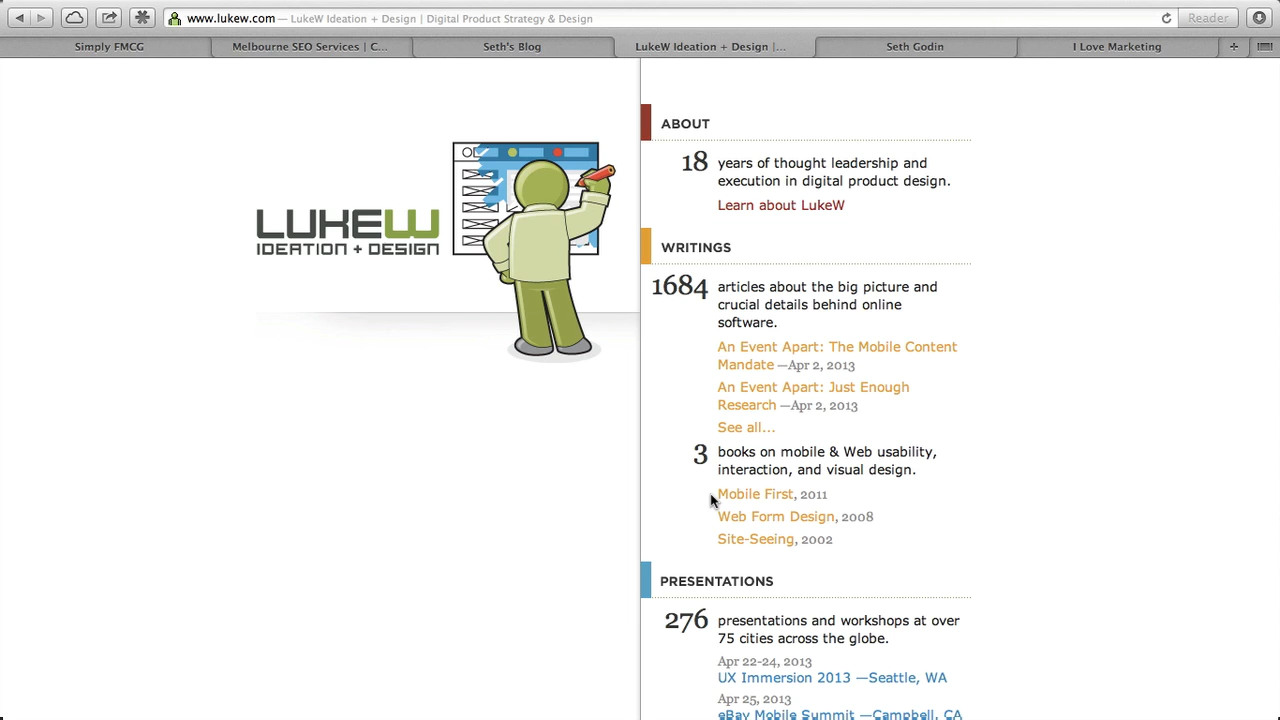 www.lukew.com — LukeW Ideation + Design | Digital Product Strategy & Design
Reader
Simply FMCG
Melbourne SEO Services | C...
Seth's Blog
LukeW Ideation + Design |...
Seth Godin
I Love Marketing
LUKEW
IDEATION + DESIGN
ABOUT
18 years of thought leadership and
execution in digital product design.
Learn about LukeW
WRITINGS
1684 articles about the big picture and
crucial details behind online
software.
An Event Apart: The Mobile Content
Mandate —Apr 2, 2013
An Event Apart: Just Enough
Research —Apr 2, 2013
See all...
3 books on mobile & Web usability,
interaction, and visual design.
Mobile First, 2011
Web Form Design, 2008
Site-Seeing, 2002
PRESENTATIONS
276 presentations and workshops at over
75 cities across the globe.
Apr 22-24, 2013
UX Immersion 2013 —Seattle, WA
Apr 25, 2013
eBay Mobile Summit —Campbell, CA